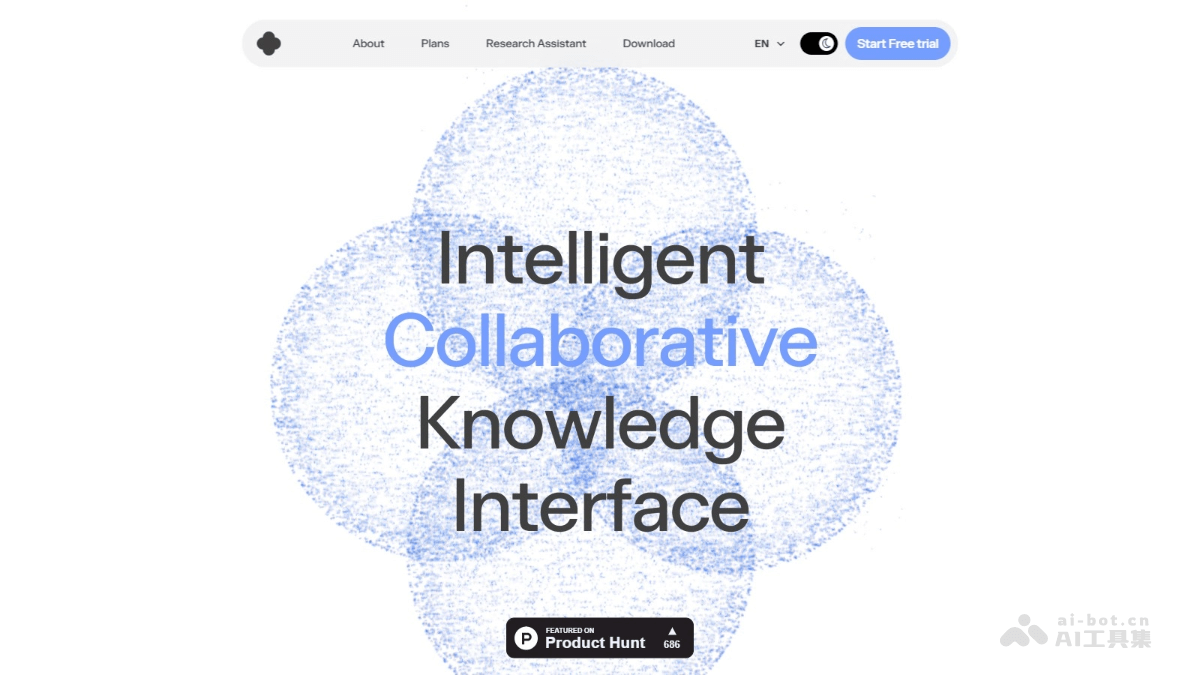 About
Plans
Research Assistant
Download
EN
Start Free trial
Intelligent
Collaborative
Knowledge
Interface
P
FEATURED ON
Product Hunt
686
ai-bot.cn
AI工具集